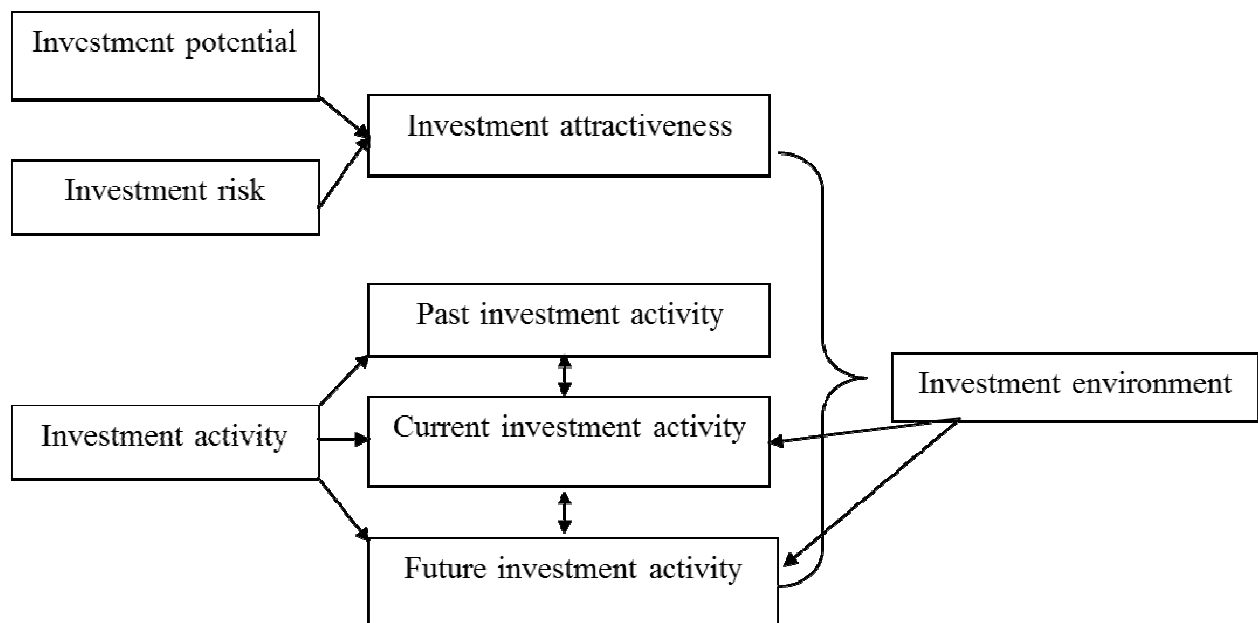 Investment potential
Investment attractiveness
Investment risk
Past investment activity
Investment environment
Investment activity
Current investment activity
Future investment activity